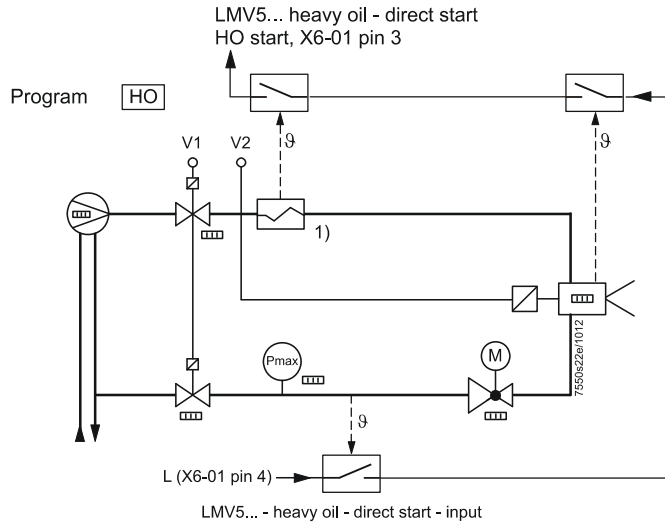 LMV5... heavy oil - direct start
HO start, X6-01 pin 3
Program HO
V1 V2
ϑ ϑ
1)
Pmax
M
7550s22e/1012
ϑ
L (X6-01 pin 4)
LMV5... - heavy oil - direct start - input